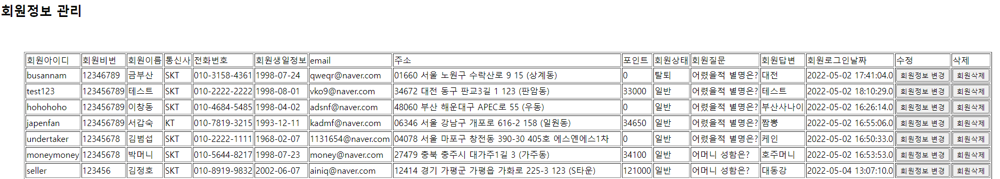 회원정보 관리
회원아이디 회원비번 회원이름 통신사 전화번호 회원생일정보 email 주소 포인트 회원상태 회원질문 회원답변 회원로그인날짜 수정 삭제
busannam 12346789 금부산 SKT 010-3158-4361 1998-07-24 qweqr@naver.com 01660 서울 노원구 수락산로 9 15 (상계동) 0 탈퇴 어렸을적 별명은? 대전 2022-05-02 17:41:04.0 회원정보 변경 회원삭제
test123 123456789 테스트 SKT 010-2222-2222 1998-08-01 vko9@naver.com 34672 대전 동구 판교3길 1 123 (판암동) 33000 일반 어렸을적 별명은? 테스트 2022-05-02 18:10:29.0 회원정보 변경 회원삭제
hohohoho 123456789 이창동 SKT 010-4684-5485 1998-04-02 adsnf@naver.com 48060 부산 해운대구 APEC로 55 (우동) 0 일반 어렸을적 별명은? 부산사나이 2022-05-02 16:26:14.0 회원정보 변경 회원삭제
japenfan 123456789 서갑숙 KT 010-7819-3215 1993-12-11 kadmf@naver.com 06346 서울 강남구 개포로 616-2 158 (일원동) 34650 일반 어렸을적 별명은? 짬뽕 2022-05-02 16:55:06.0 회원정보 변경 회원삭제
undertaker 12345678 김범섭 SKT 010-2222-1111 1968-02-07 1131654@naver.com 04078 서울 마포구 창전동 390-30 405호 에스엔에스1차 0 일반 어렸을적 별명은? 케인 2022-05-02 16:50:33.0 회원정보 변경 회원삭제
moneymoney 12345678 박머니 SKT 010-5644-8217 1998-07-23 money@naver.com 27479 충북 충주시 대가주1길 3 (가주동) 34100 일반 어머니 성함은? 호주머니 2022-05-02 16:53:53.0 회원정보 변경 회원삭제
seller 123456 김정호 SKT 010-8919-9832 2002-06-07 ainiq@naver.com 12414 경기 가평군 가평읍 가화로 225-3 123 (S타운) 121000 일반 어머니 성함은? 대동강 2022-05-04 13:07:10.0 회원정보 변경 회원삭제